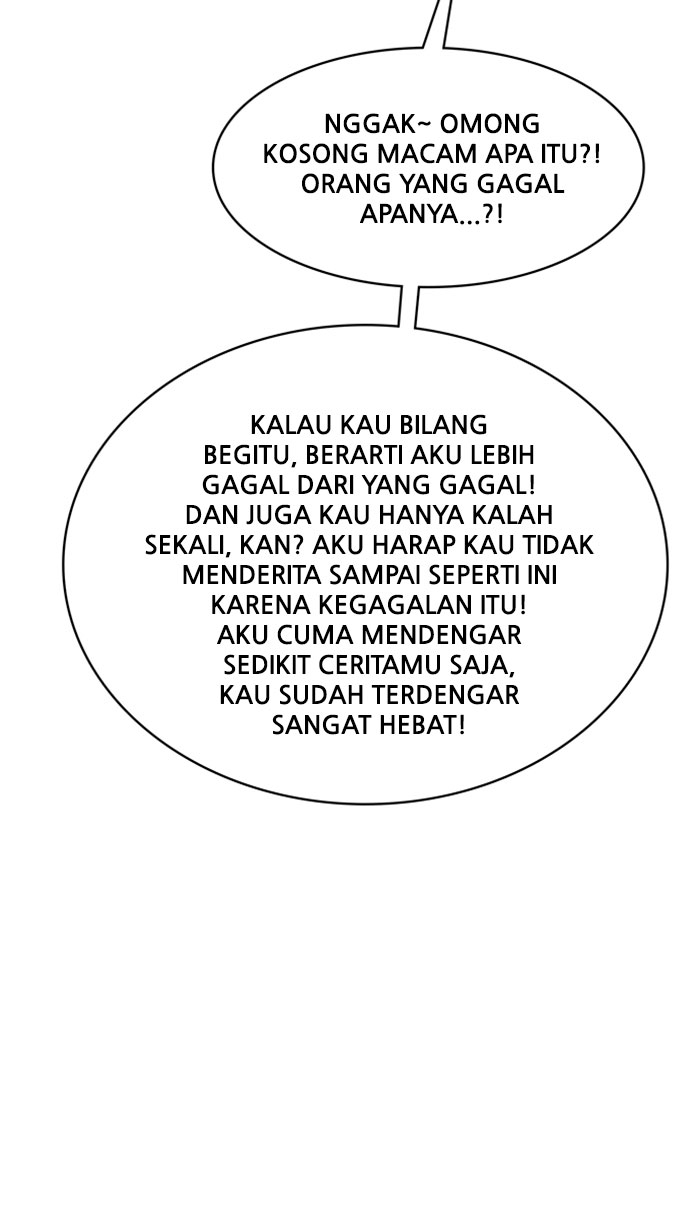 NGGAK~ OMONG
KOSONG MACAM APA ITU?!
ORANG YANG GAGAL
APANYA...?!
KALAU KAU BILANG
BEGITU, BERARTI AKU LEBIH
GAGAL DARI YANG GAGAL!
DAN JUGA KAU HANYA KALAH
SEKALI, KAN? AKU HARAP KAU TIDAK
MENDERITA SAMPAI SEPERTI INI
KARENA KEGAGALAN ITU!
AKU CUMA MENDENGAR
SEDIKIT CERITAMU SAJA,
KAU SUDAH TERDENGAR
SANGAT HEBAT!